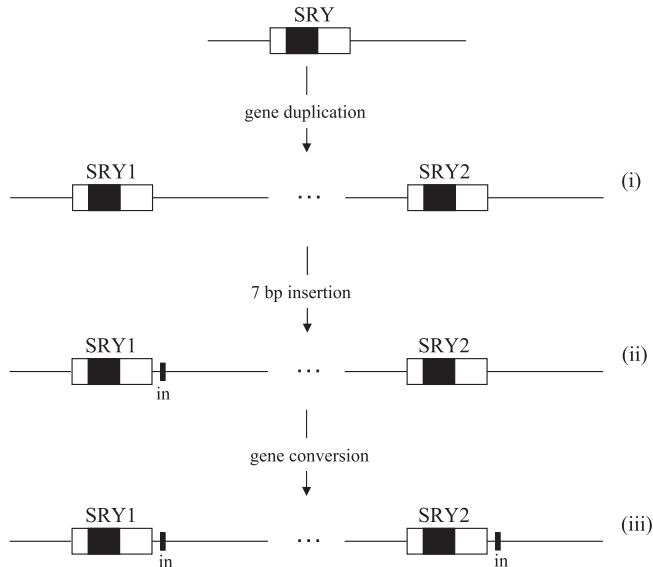 SRY
gene duplication
SRY1 ... SRY2 (i)
7 bp insertion
SRY1 ... SRY2 (ii)
in
gene conversion
SRY1 ... SRY2 (iii)
in in